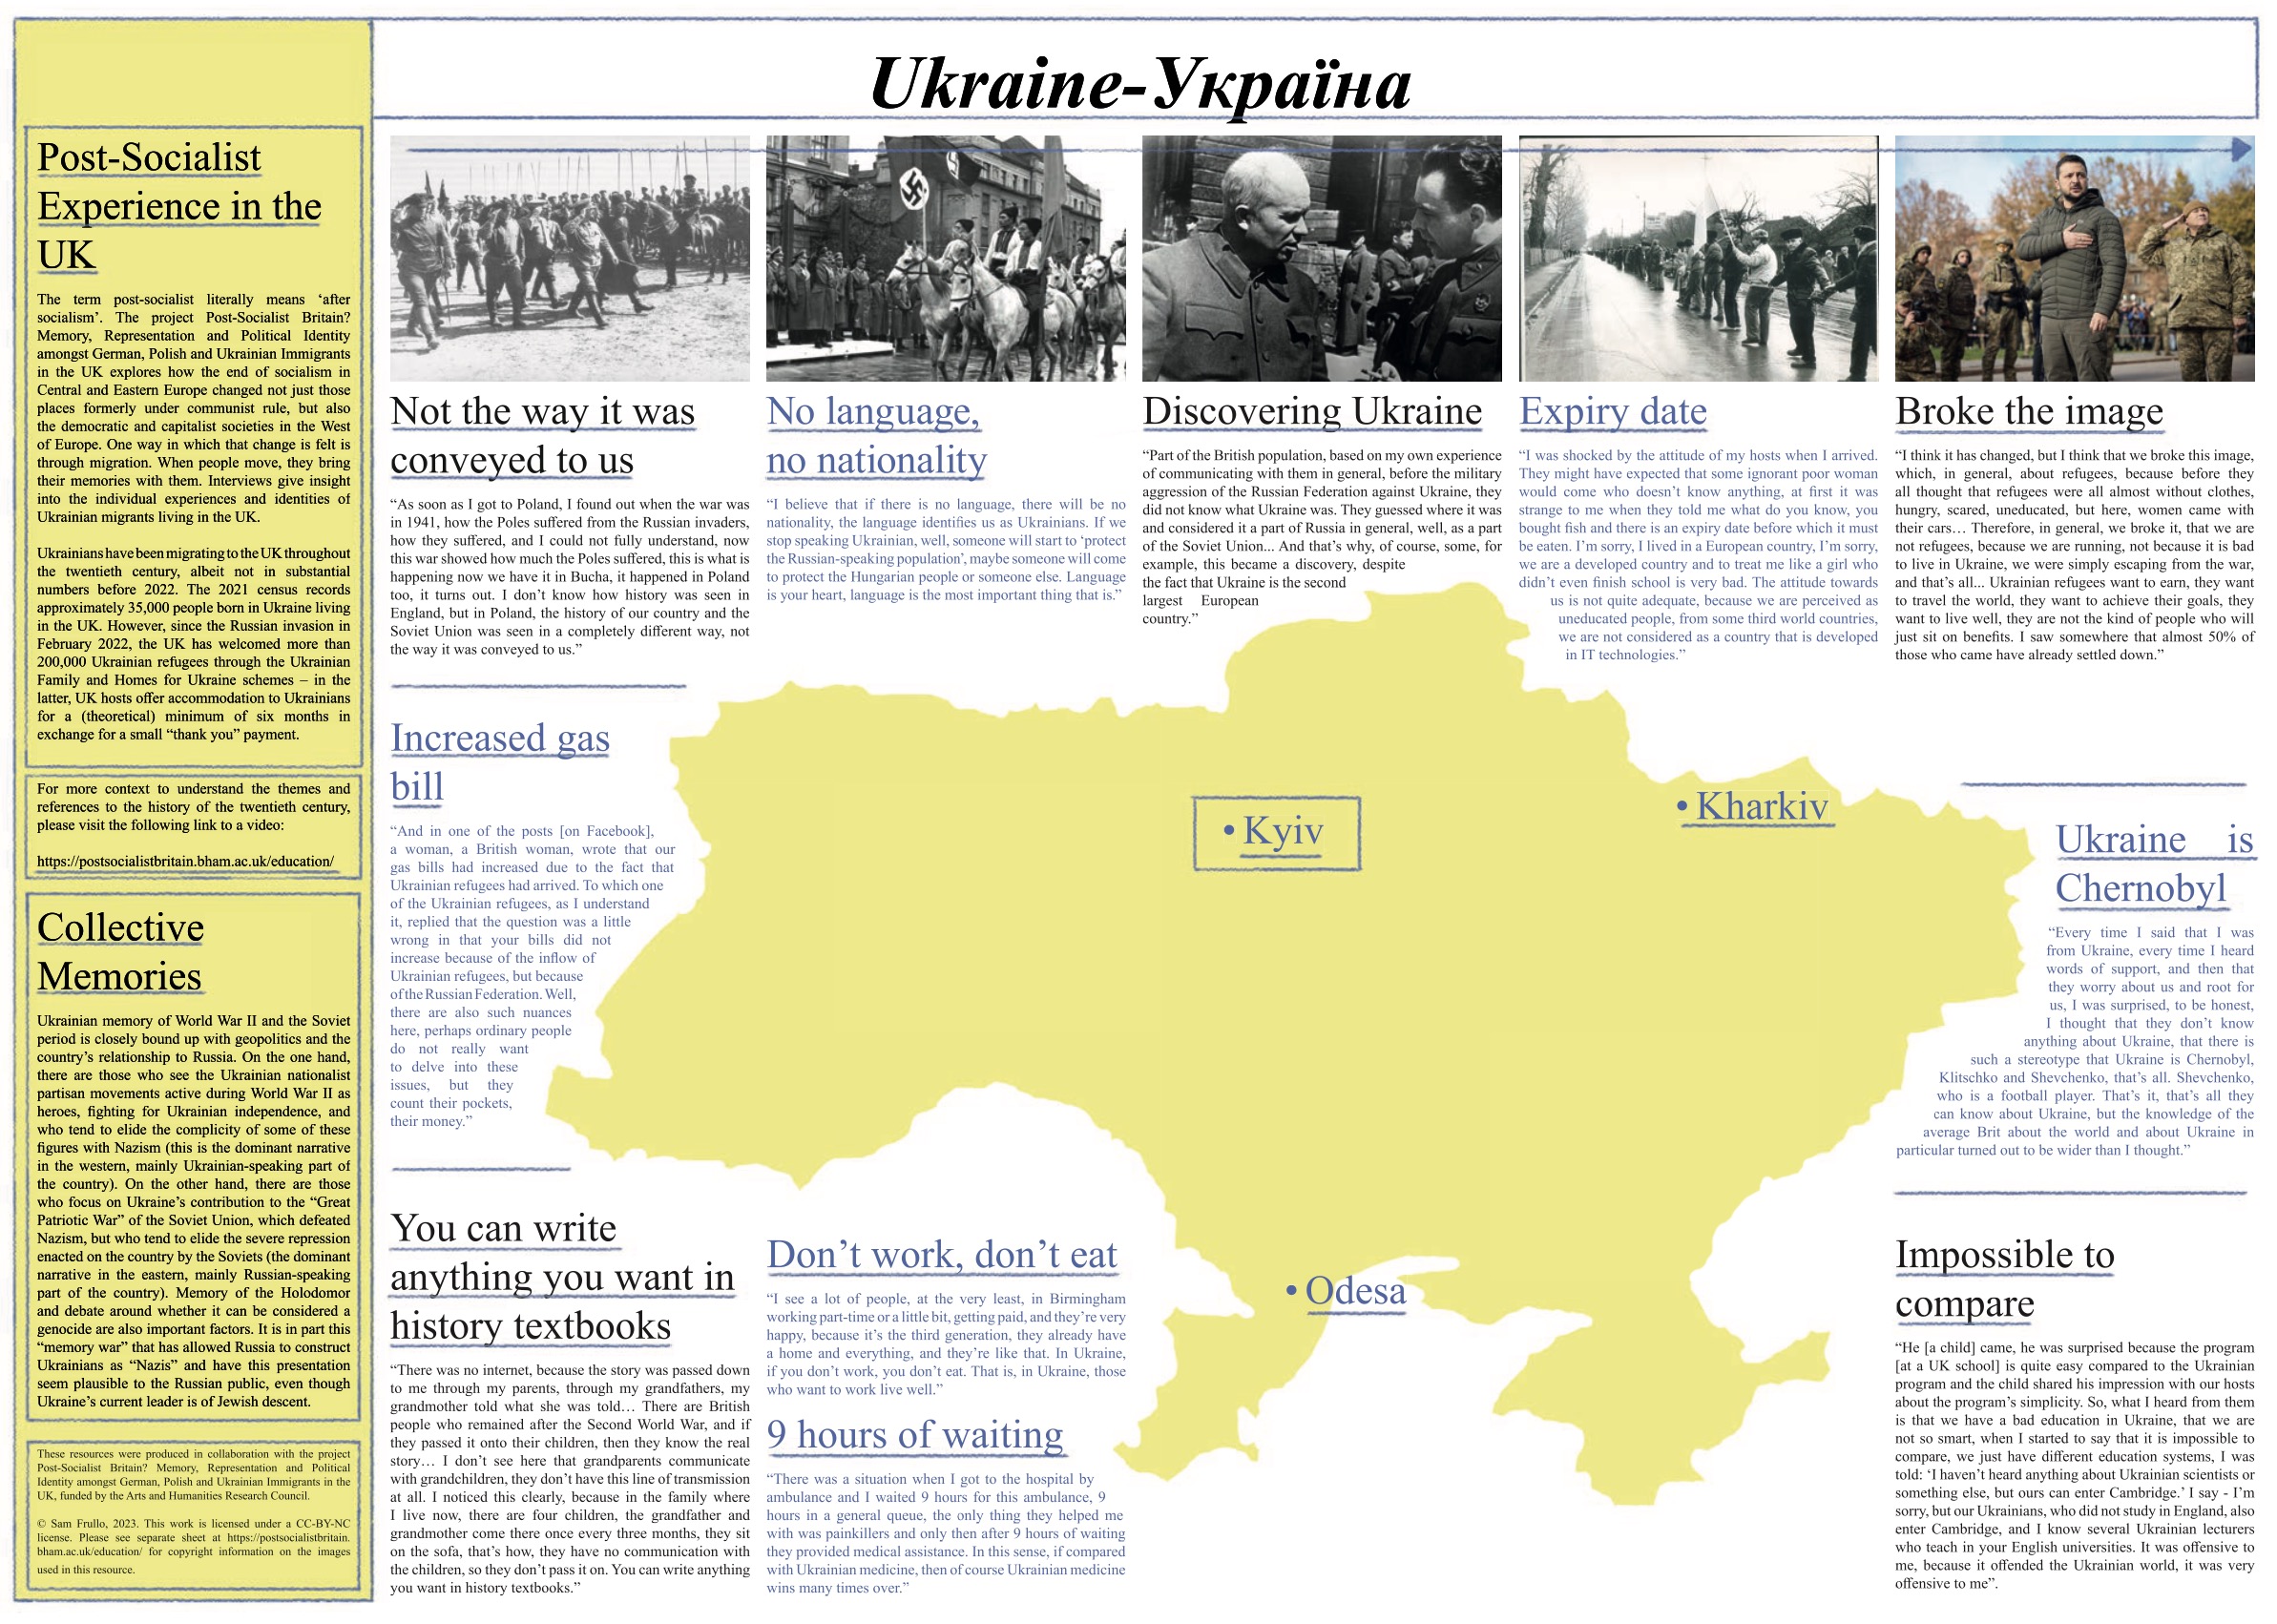 Ukraine-Україна
Post-Socialist
Experience in the
UK
The term post-socialist literally means ‘after
socialism’. The project Post-Socialist Britain?
Memory, Representation and Political Identity
amongst German, Polish and Ukrainian Immigrants
in the UK explores how the end of socialism in
Central and Eastern Europe changed not just those
places formerly under communist rule, but also
the democratic and capitalist societies in the West
of Europe. One way in which that change is felt is
through migration. When people move, they bring
their memories with them. Interviews give insight
into the individual experiences and identities of
Ukrainian migrants living in the UK.
Ukrainians have been migrating to the UK throughout
the twentieth century, albeit not in substantial
numbers before 2022. The 2021 census records
approximately 35,000 people born in Ukraine living
in the UK. However, since the Russian invasion in
February 2022, the UK has welcomed more than
200,000 Ukrainian refugees through the Ukrainian
Family and Homes for Ukraine schemes – in the
latter, UK hosts offer accommodation to Ukrainians
for a (theoretical) minimum of six months in
exchange for a small “thank you” payment.
For more context to understand the themes and
references to the history of the twentieth century,
please visit the following link to a video:
https://postsocialistbritain.bham.ac.uk/education/
Collective
Memories
Ukrainian memory of World War II and the Soviet
period is closely bound up with geopolitics and the
country’s relationship to Russia. On the one hand,
there are those who see the Ukrainian nationalist
partisan movements active during World War II as
heroes, fighting for Ukrainian independence, and
who tend to elide the complicity of some of these
figures with Nazism (this is the dominant narrative
in the western, mainly Ukrainian-speaking part of
the country). On the other hand, there are those
who focus on Ukraine’s contribution to the “Great
Patriotic War” of the Soviet Union, which defeated
Nazism, but who tend to elide the severe repression
enacted on the country by the Soviets (the dominant
narrative in the eastern, mainly Russian-speaking
part of the country). Memory of the Holodomor
and debate around whether it can be considered a
genocide are also important factors. It is in part this
“memory war” that has allowed Russia to construct
Ukrainians as “Nazis” and have this presentation
seem plausible to the Russian public, even though
Ukraine’s current leader is of Jewish descent.
These resources were produced in collaboration with the project
Post-Socialist Britain? Memory, Representation and Political
Identity amongst German, Polish and Ukrainian Immigrants in the
UK, funded by the Arts and Humanities Research Council.
© Sam Frullo, 2023. This work is licensed under a CC-BY-NC
license. Please see separate sheet at https://postsocialistbritain.
bham.ac.uk/education/ for copyright information on the images
used in this resource.
Not the way it was
conveyed to us
“As soon as I got to Poland, I found out when the war was
in 1941, how the Poles suffered from the Russian invaders,
how they suffered, and I could not fully understand, now
this war showed how much the Poles suffered, this is what is
happening now we have it in Bucha, it happened in Poland
too, it turns out. I don’t know how history was seen in
England, but in Poland, the history of our country and the
Soviet Union was seen in a completely different way, not
the way it was conveyed to us.”
No language,
no nationality
“I believe that if there is no language, there will be no
nationality, the language identifies us as Ukrainians. If we
stop speaking Ukrainian, well, someone will start to ‘protect
the Russian-speaking population’, maybe someone will come
to protect the Hungarian people or someone else. Language
is your heart, language is the most important thing that is.”
Discovering Ukraine
“Part of the British population, based on my own experience
of communicating with them in general, before the military
aggression of the Russian Federation against Ukraine, they
did not know what Ukraine was. They guessed where it was
and considered it a part of Russia in general, well, as a part
of the Soviet Union... And that’s why, of course, some, for
example, this became a discovery, despite
the fact that Ukraine is the second
largest European
country.”
Expiry date
“I was shocked by the attitude of my hosts when I arrived.
They might have expected that some ignorant poor woman
would come who doesn’t know anything, at first it was
strange to me when they told me what do you know, you
bought fish and there is an expiry date before which it must
be eaten. I’m sorry, I lived in a European country, I’m sorry,
we are a developed country and to treat me like a girl who
didn’t even finish school is very bad. The attitude towards
us is not quite adequate, because we are perceived as
uneducated people, from some third world countries,
we are not considered as a country that is developed
in IT technologies.”
Broke the image
“I think it has changed, but I think that we broke this image,
which, in general, about refugees, because before they
all thought that refugees were all almost without clothes,
hungry, scared, uneducated, but here, women came with
their cars… Therefore, in general, we broke it, that we are
not refugees, because we are running, not because it is bad
to live in Ukraine, we were simply escaping from the war,
and that’s all... Ukrainian refugees want to earn, they want
to travel the world, they want to achieve their goals, they
want to live well, they are not the kind of people who will
just sit on benefits. I saw somewhere that almost 50% of
those who came have already settled down.”
Increased gas
bill
“And in one of the posts [on Facebook],
a woman, a British woman, wrote that our
gas bills had increased due to the fact that
Ukrainian refugees had arrived. To which one
of the Ukrainian refugees, as I understand
it, replied that the question was a little
wrong in that your bills did not
increase because of the inflow of
Ukrainian refugees, but because
of the Russian Federation. Well,
there are also such nuances
here, perhaps ordinary people
do not really want
to delve into these
issues, but they
count their pockets,
their money.”
• Kyiv
• Kharkiv
• Odesa
Ukraine is
Chernobyl
“Every time I said that I was
from Ukraine, every time I heard
words of support, and then that
they worry about us and root for
us, I was surprised, to be honest,
I thought that they don’t know
anything about Ukraine, that there is
such a stereotype that Ukraine is Chernobyl,
Klitschko and Shevchenko, that’s all. Shevchenko,
who is a football player. That’s it, that’s all they
can know about Ukraine, but the knowledge of the
average Brit about the world and about Ukraine in
particular turned out to be wider than I thought.”
You can write
anything you want in
history textbooks
“There was no internet, because the story was passed down
to me through my parents, through my grandfathers, my
grandmother told what she was told… There are British
people who remained after the Second World War, and if
they passed it onto their children, then they know the real
story… I don’t see here that grandparents communicate
with grandchildren, they don’t have this line of transmission
at all. I noticed this clearly, because in the family where
I live now, there are four children, the grandfather and
grandmother come there once every three months, they sit
on the sofa, that’s how, they have no communication with
the children, so they don’t pass it on. You can write anything
you want in history textbooks.”
Don’t work, don’t eat
“I see a lot of people, at the very least, in Birmingham
working part-time or a little bit, getting paid, and they’re very
happy, because it’s the third generation, they already have
a home and everything, and they’re like that. In Ukraine,
if you don’t work, you don’t eat. That is, in Ukraine, those
who want to work live well.”
9 hours of waiting
“There was a situation when I got to the hospital by
ambulance and I waited 9 hours for this ambulance, 9
hours in a general queue, the only thing they helped me
with was painkillers and only then after 9 hours of waiting
they provided medical assistance. In this sense, if compared
with Ukrainian medicine, then of course Ukrainian medicine
wins many times over.”
Impossible to
compare
“He [a child] came, he was surprised because the program
[at a UK school] is quite easy compared to the Ukrainian
program and the child shared his impression with our hosts
about the program’s simplicity. So, what I heard from them
is that we have a bad education in Ukraine, that we are
not so smart, when I started to say that it is impossible to
compare, we just have different education systems, I was
told: ‘I haven’t heard anything about Ukrainian scientists or
something else, but ours can enter Cambridge.’ I say - I’m
sorry, but our Ukrainians, who did not study in England, also
enter Cambridge, and I know several Ukrainian lecturers
who teach in your English universities. It was offensive to
me, because it offended the Ukrainian world, it was very
offensive to me”.